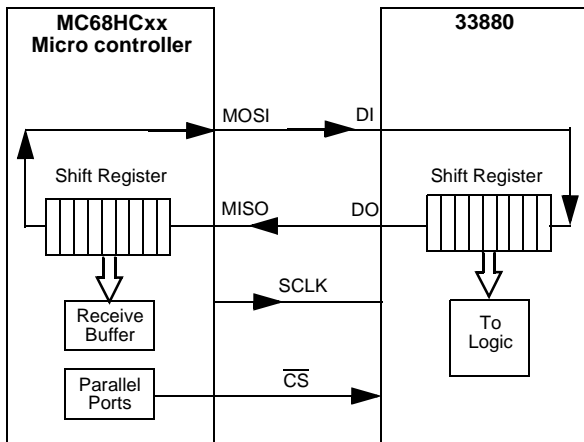 MC68HCxx
Micro controller
33880
MOSI
DI
Shift Register
Shift Register
MISO
DO
SCLK
Receive
Buffer
To
Logic
Parallel
Ports
CS